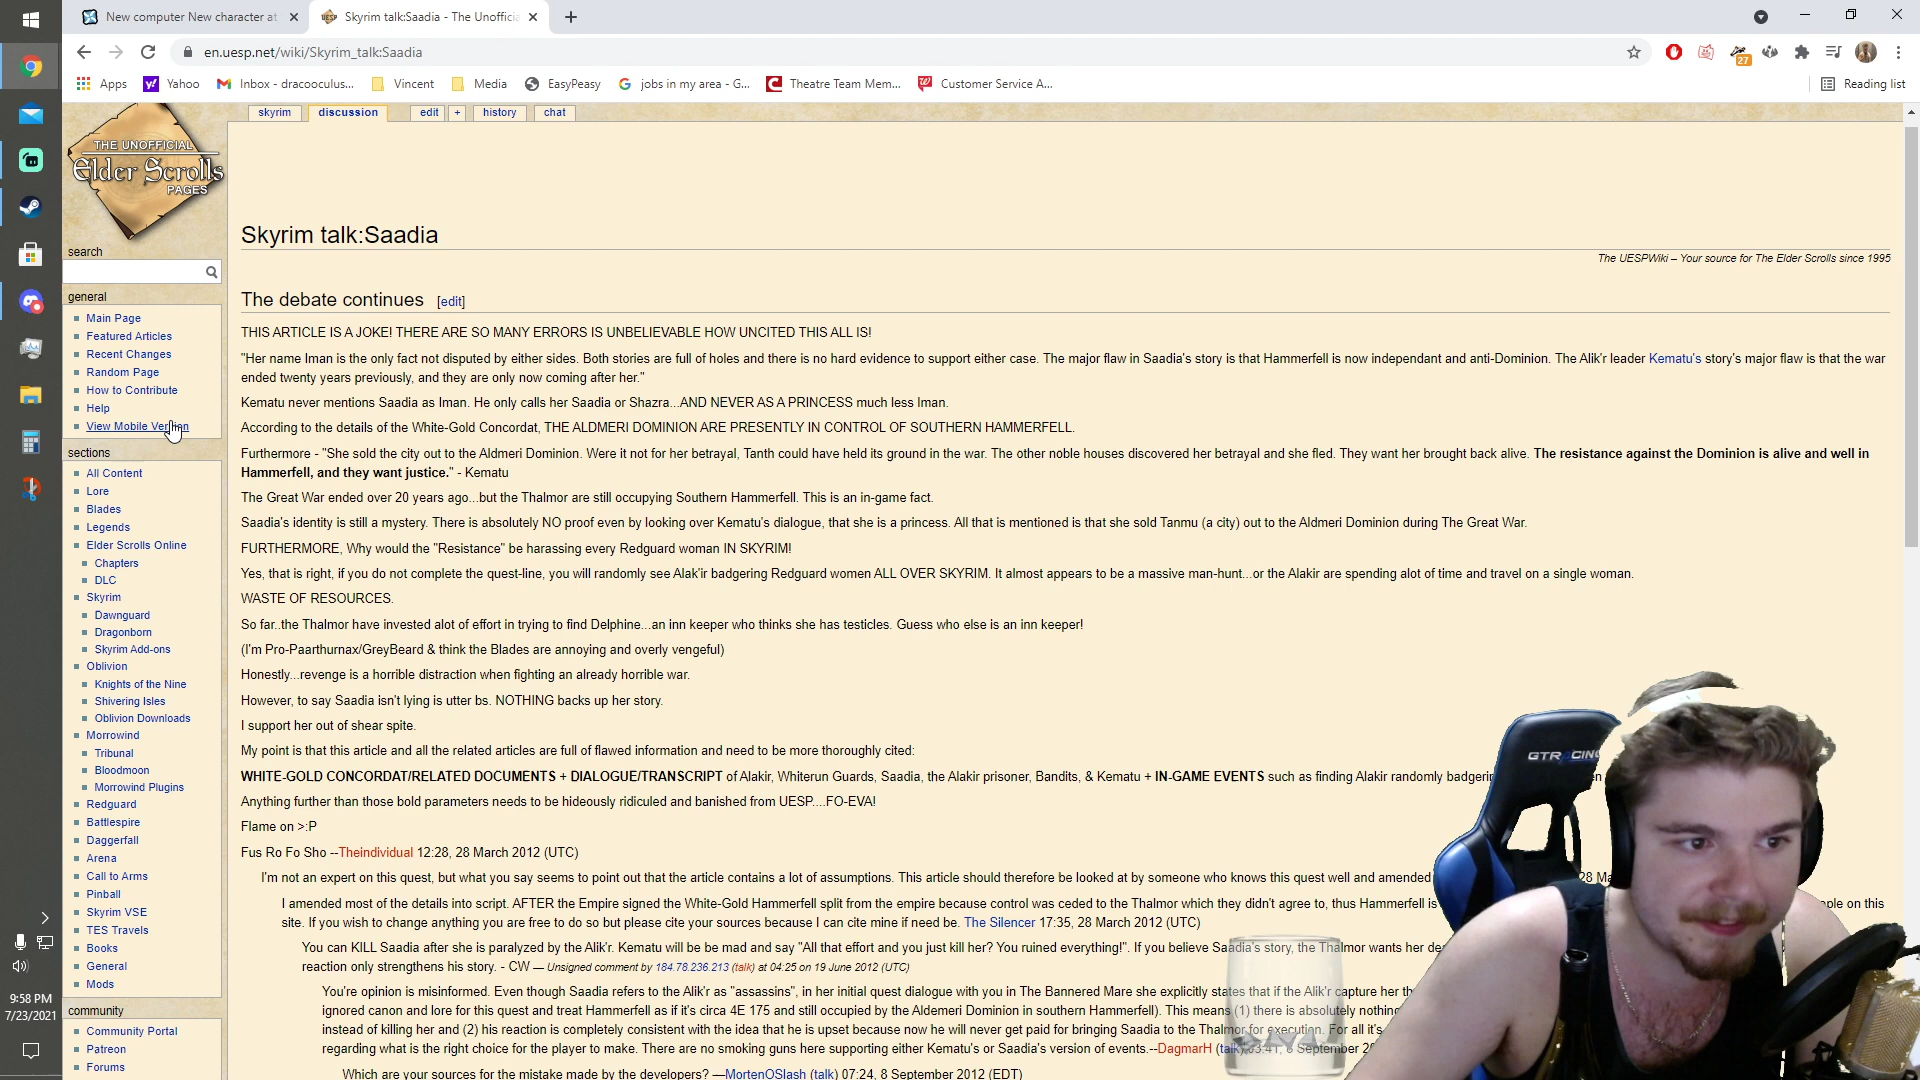 New computer New character at
Skyrim talk:Saadia - The Unoffici
en.uesp.net/wiki/Skyrim_talk:Saadia
27
Apps
Yahoo
Inbox - dracooculus...
Vincent
Media
EasyPeasy
jobs in my area - G...
Theatre Team Mem...
Customer Service A...
Reading list
THE UNOFFICIAL
Elder Scrolls
PAGES
skyrim
discussion
edit
+
history
chat
Skyrim talk:Saadia
The UESPWiki – Your source for The Elder Scrolls since 1995
search
general
Main Page
Featured Articles
Recent Changes
Random Page
How to Contribute
Help
View Mobile Version
sections
All Content
Lore
Blades
Legends
Elder Scrolls Online
Chapters
DLC
Skyrim
Dawnguard
Dragonborn
Skyrim Add-ons
Oblivion
Knights of the Nine
Shivering Isles
Oblivion Downloads
Morrowind
Tribunal
Bloodmoon
Morrowind Plugins
Redguard
Battlespire
Daggerfall
Arena
Call to Arms
Pinball
Skyrim VSE
TES Travels
Books
General
Mods
community
Community Portal
Patreon
Forums
The debate continues [edit]
THIS ARTICLE IS A JOKE! THERE ARE SO MANY ERRORS IS UNBELIEVABLE HOW UNCITED THIS ALL IS!
"Her name Iman is the only fact not disputed by either sides. Both stories are full of holes and there is no hard evidence to support either case. The major flaw in Saadia's story is that Hammerfell is now independant and anti-Dominion. The Alik'r leader Kematu's story's major flaw is that the war
ended twenty years previously, and they are only now coming after her."
Kematu never mentions Saadia as Iman. He only calls her Saadia or Shazra...AND NEVER AS A PRINCESS much less Iman.
According to the details of the White-Gold Concordat, THE ALDMERI DOMINION ARE PRESENTLY IN CONTROL OF SOUTHERN HAMMERFELL.
Furthermore - "She sold the city out to the Aldmeri Dominion. Were it not for her betrayal, Tanth could have held its ground in the war. The other noble houses discovered her betrayal and she fled. They want her brought back alive. The resistance against the Dominion is alive and well in
Hammerfell, and they want justice." - Kematu
The Great War ended over 20 years ago...but the Thalmor are still occupying Southern Hammerfell. This is an in-game fact.
Saadia's identity is still a mystery. There is absolutely NO proof even by looking over Kematu's dialogue, that she is a princess. All that is mentioned is that she sold Tanmu (a city) out to the Aldmeri Dominion during The Great War.
FURTHERMORE, Why would the "Resistance" be harassing every Redguard woman IN SKYRIM!
Yes, that is right, if you do not complete the quest-line, you will randomly see Alak'ir badgering Redguard women ALL OVER SKYRIM. It almost appears to be a massive man-hunt...or the Alakir are spending alot of time and travel on a single woman.
WASTE OF RESOURCES.
So far..the Thalmor have invested alot of effort in trying to find Delphine...an inn keeper who thinks she has testicles. Guess who else is an inn keeper!
(I'm Pro-Paarthurnax/GreyBeard & think the Blades are annoying and overly vengeful)
Honestly...revenge is a horrible distraction when fighting an already horrible war.
However, to say Saadia isn't lying is utter bs. NOTHING backs up her story.
I support her out of shear spite.
My point is that this article and all the related articles are full of flawed information and need to be more thoroughly cited:
WHITE-GOLD CONCORDAT/RELATED DOCUMENTS + DIALOGUE/TRANSCRIPT of Alakir, Whiterun Guards, Saadia, the Alakir prisoner, Bandits, & Kematu + IN-GAME EVENTS such as finding Alakir randomly badgerin
Anything further than those bold parameters needs to be hideously ridiculed and banished from UESP....FO-EVA!
Flame on >:P
Fus Ro Fo Sho --Theindividual 12:28, 28 March 2012 (UTC)
I'm not an expert on this quest, but what you say seems to point out that the article contains a lot of assumptions. This article should therefore be looked at by someone who knows this quest well and amended 28 Ma
I amended most of the details into script. AFTER the Empire signed the White-Gold Hammerfell split from the empire because control was ceded to the Thalmor which they didn't agree to, thus Hammerfell is ple on this
site. If you wish to change anything you are free to do so but please cite your sources because I can cite mine if need be. The Silencer 17:35, 28 March 2012 (UTC)
You can KILL Saadia after she is paralyzed by the Alik'r. Kematu will be be mad and say "All that effort and you just kill her? You ruined everything!". If you believe Saadia's story, the Thalmor wants her de
reaction only strengthens his story. - CW — Unsigned comment by 184.78.236.213 (talk) at 04:25 on 19 June 2012 (UTC)
You're opinion is misinformed. Even though Saadia refers to the Alik'r as "assassins", in her initial quest dialogue with you in The Bannered Mare she explicitly states that if the Alik'r capture her th
ignored canon and lore for this quest and treat Hammerfell as if it's circa 4E 175 and still occupied by the Aldemeri Dominion in southern Hammerfell). This means (1) there is absolutely nothing
instead of killing her and (2) his reaction is completely consistent with the idea that he is upset because now he will never get paid for bringing Saadia to the Thalmor for execution. For all it's
regarding what is the right choice for the player to make. There are no smoking guns here supporting either Kematu's or Saadia's version of events.--DagmarH (talk) 03:41, 6 September 2
Which are your sources for the mistake made by the developers? —MortenOSlash (talk) 07:24, 8 September 2012 (EDT)
GTRACING
9:58 PM
7/23/2021